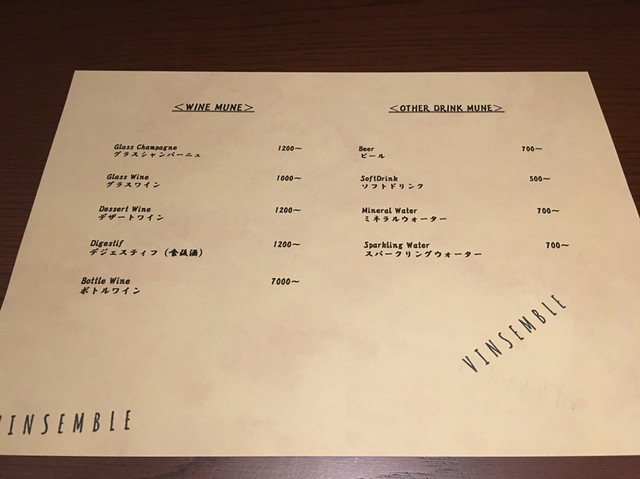 <WINE MUNE>
Glass Champagne 1200～
グラスシャンパーニュ
Glass Wine 1000～
グラスワイン
Dessert Wine 1200～
デザートワイン
Digestif 1200～
デジェスティフ（食後酒）
Bottle Wine 7000～
ボトルワイン
<OTHER DRINK MUNE>
Beer 700～
ビール
SoftDrink 500～
ソフトドリンク
Mineral Water 700～
ミネラルウォーター
Sparkling Water 700～
スパークリングウォーター
VINSEMBLE
VINSEMBLE